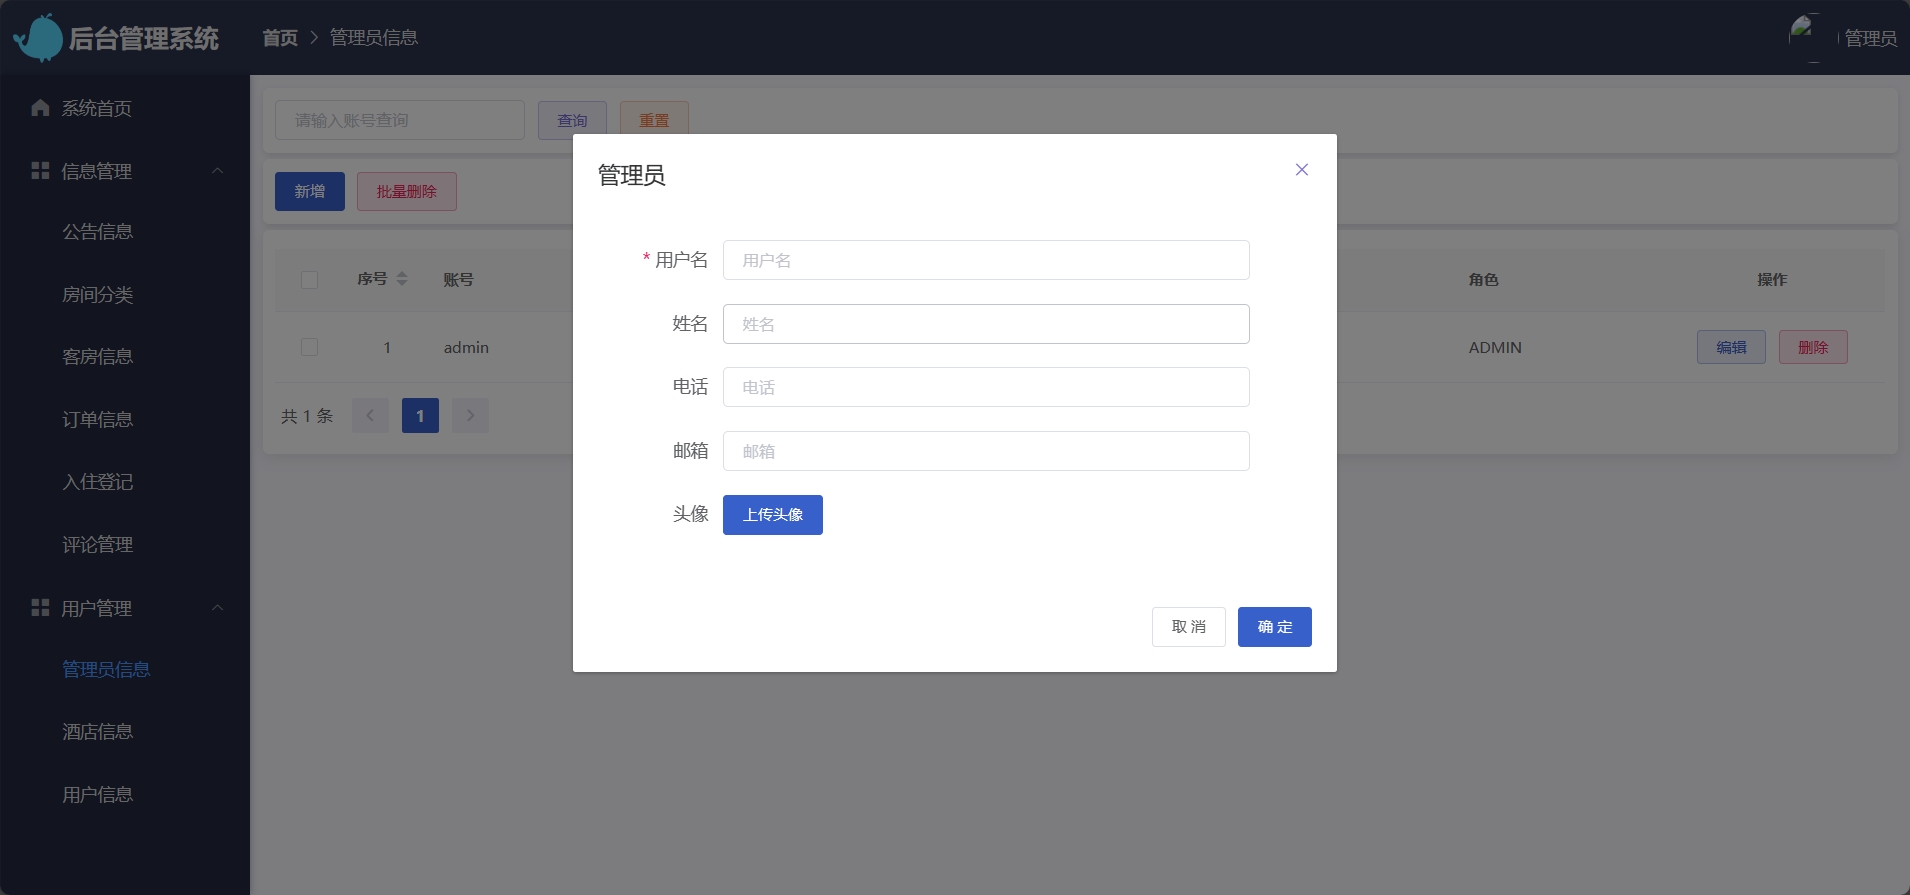 后台管理系统
首页 > 管理员信息
管理员
系统首页
信息管理
公告信息
房间分类
客房信息
订单信息
入住登记
评论管理
用户管理
管理员信息
酒店信息
用户信息
请输入账号查询 查询 重置
新增 批量删除
序号 账号 角色 操作
1 admin ADMIN 编辑 删除
共 1 条 1
管理员
* 用户名 用户名
姓名 姓名
电话 电话
邮箱 邮箱
头像 上传头像
取 消 确 定